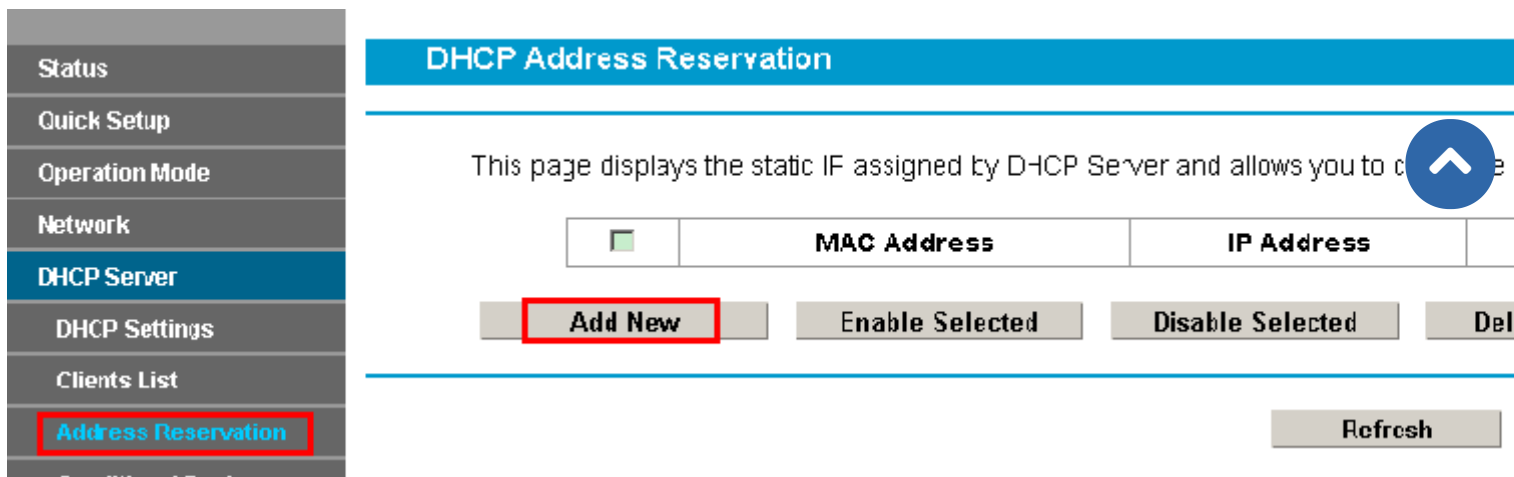 Status
Quick Setup
Operation Mode
Network
DHCP Server
DHCP Settings
Clients List
Address Reservation
DHCP Address Reservation
This page displays the static IF assigned by DHCP Server and allows you to
MAC Address IP Address
Add New Enable Selected Disable Selected Del
Refresh